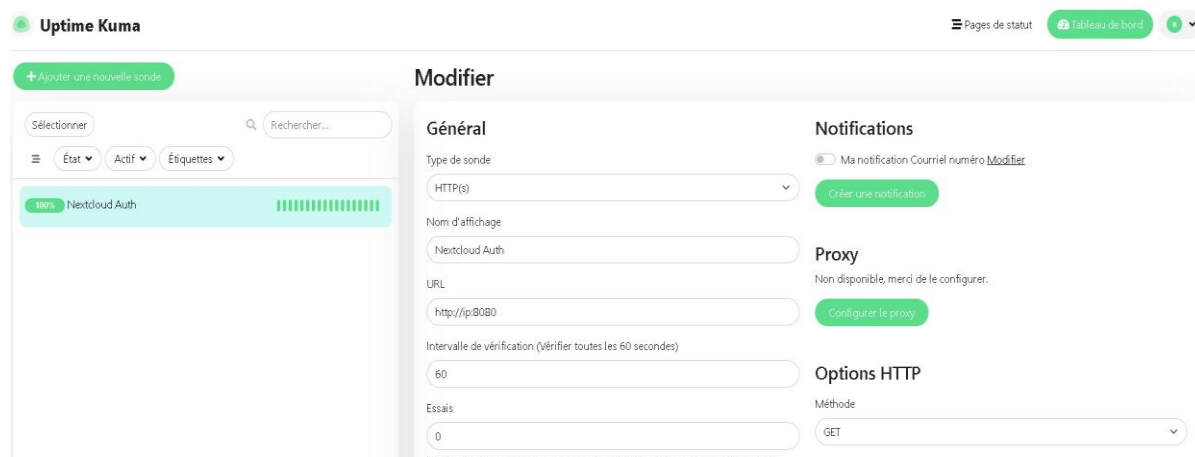 Uptime Kuma
Pages de statut
Tableau de bord
K
+ Ajouter une nouvelle sonde
Sélectionner
Rechercher...
État
Actif
Étiquettes
100% Nextcloud Auth
Modifier
Général
Type de sonde
HTTP(s)
Nom d'affichage
Nextcloud Auth
URL
http://ip:8080
Intervalle de vérification (Vérifier toutes les 60 secondes)
60
Essais
0
Notifications
Ma notification Courriel numéro Modifier
Créer une notification
Proxy
Non disponible, merci de le configurer.
Configurer le proxy
Options HTTP
Méthode
GET